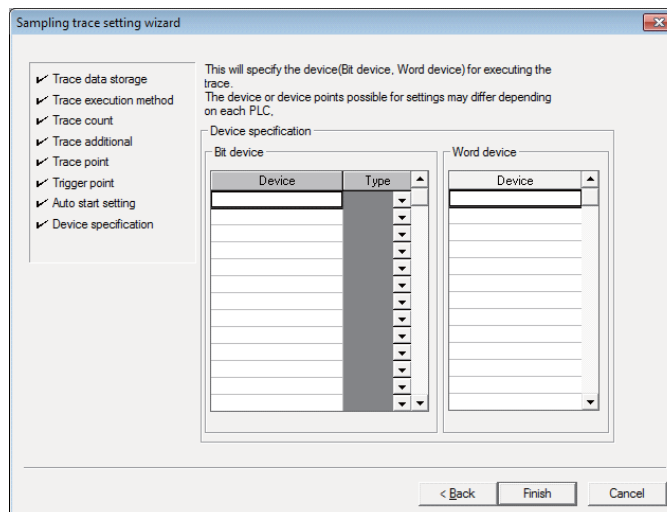 Sampling trace setting wizard
Trace data storage
Trace execution method
Trace count
Trace additional
Trace point
Trigger point
Auto start setting
Device specification
This will specify the device(Bit device, Word device) for executing the
trace.
The device or device points possible for settings may differ depending
on each PLC,
Device specification
Bit device
Device Type
Word device
Device
< Back Finish Cancel